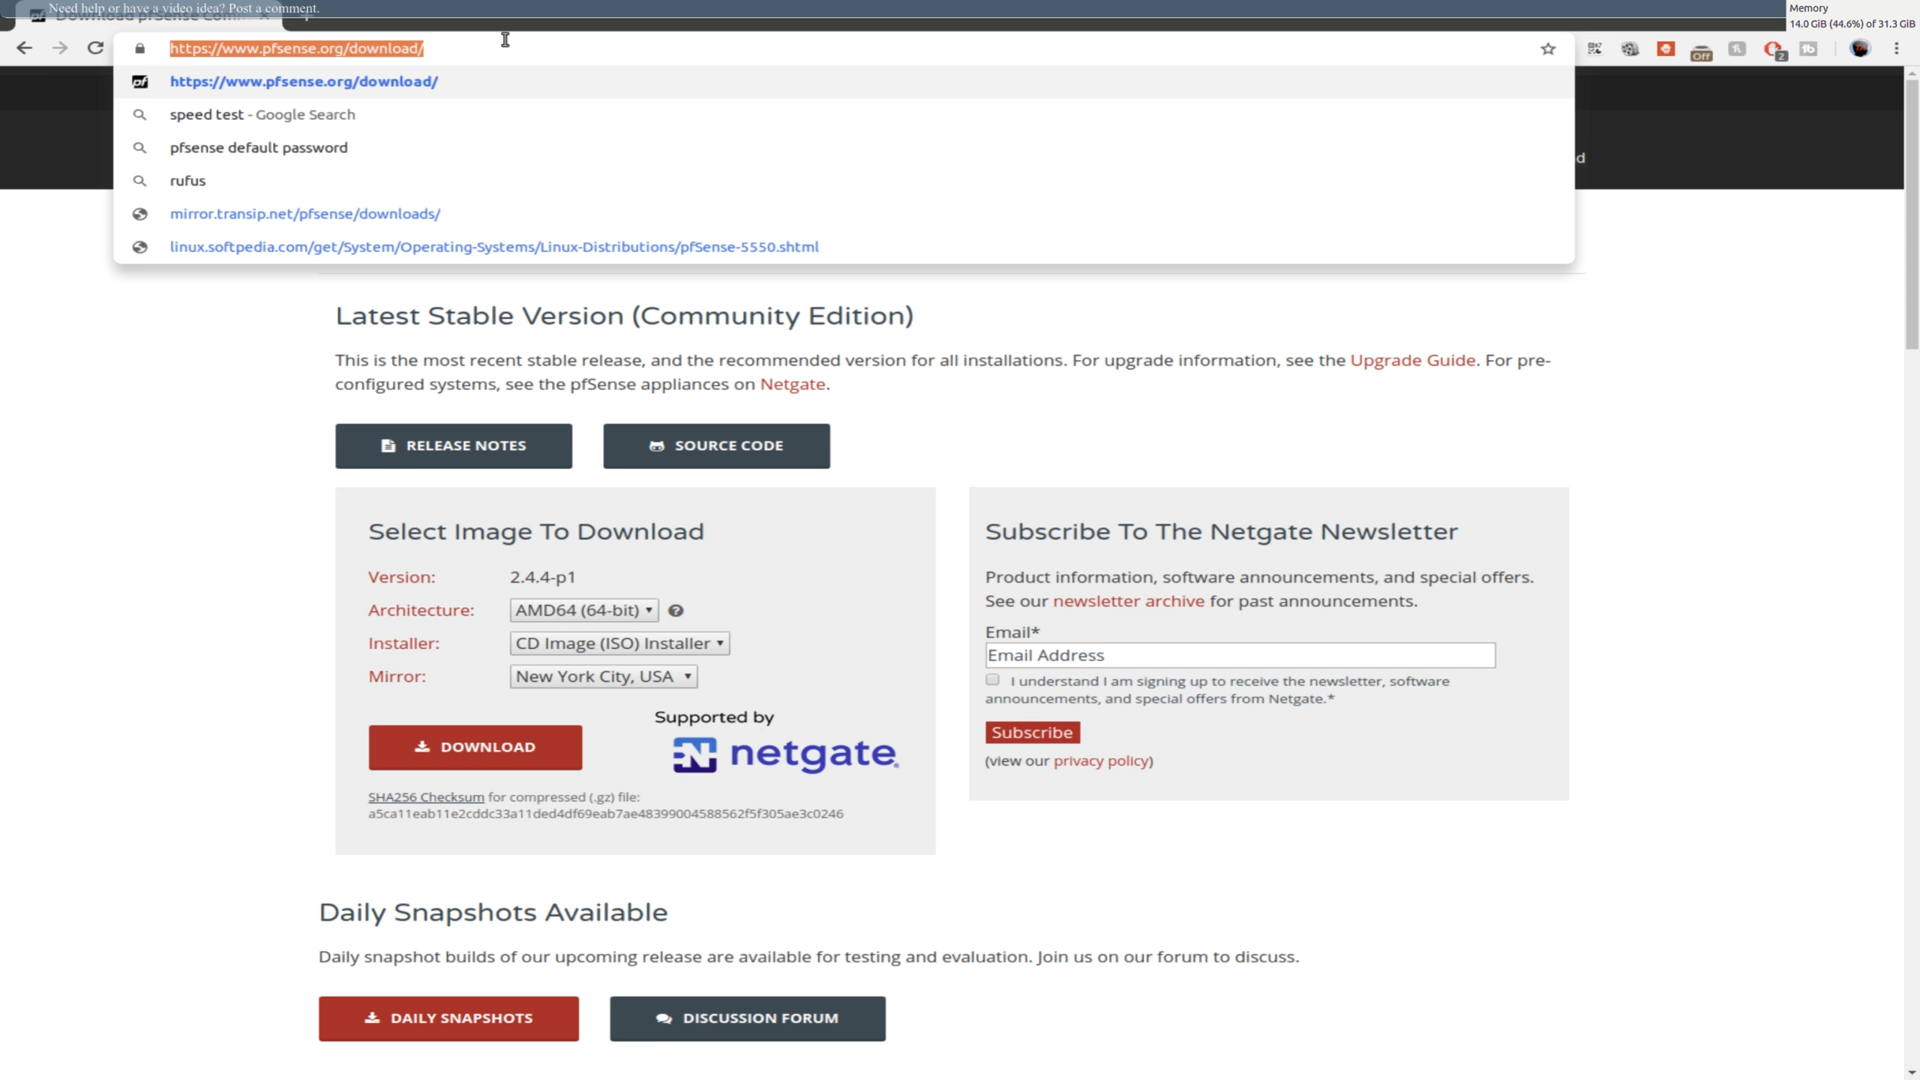 Need help or have a video idea? Post a comment.
Memory
14.0 GiB (44.6%) of 31.3 GiB
https://www.pfsense.org/download/
Off
2
https://www.pfsense.org/download/
speed test - Google Search
pfsense default password
rufus
mirror.transip.net/pfsense/downloads/
linux.softpedia.com/get/System/Operating-Systems/Linux-Distributions/pfSense-5550.shtml
d
Latest Stable Version (Community Edition)
This is the most recent stable release, and the recommended version for all installations. For upgrade information, see the Upgrade Guide. For pre-
configured systems, see the pfSense appliances on Netgate.
RELEASE NOTES
SOURCE CODE
Select Image To Download
Version: 2.4.4-p1
Architecture: AMD64 (64-bit)
Installer: CD Image (ISO) Installer
Mirror: New York City, USA
Supported by
netgate
DOWNLOAD
SHA256 Checksum for compressed (.gz) file:
a5ca11eab11e2cddc33a11ded4df69eab7ae48399004588562f5f305ae3c0246
Subscribe To The Netgate Newsletter
Product information, software announcements, and special offers.
See our newsletter archive for past announcements.
Email*
Email Address
I understand I am signing up to receive the newsletter, software
announcements, and special offers from Netgate.*
Subscribe
(view our privacy policy)
Daily Snapshots Available
Daily snapshot builds of our upcoming release are available for testing and evaluation. Join us on our forum to discuss.
DAILY SNAPSHOTS
DISCUSSION FORUM